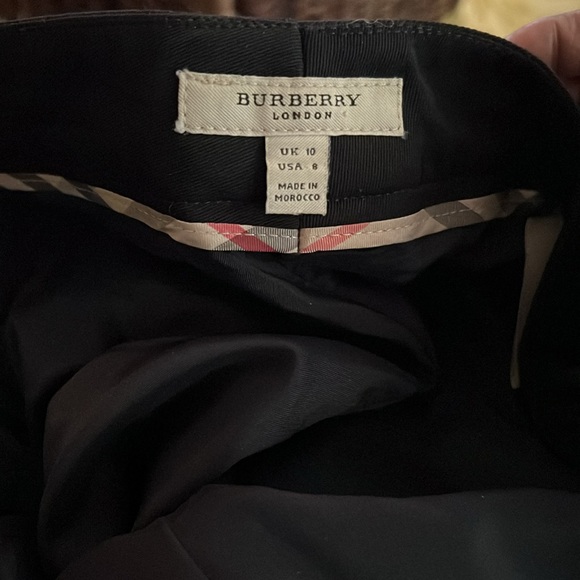 BURBERRY
LONDON
UK 10
USA 8
MADE IN
MOROCCO